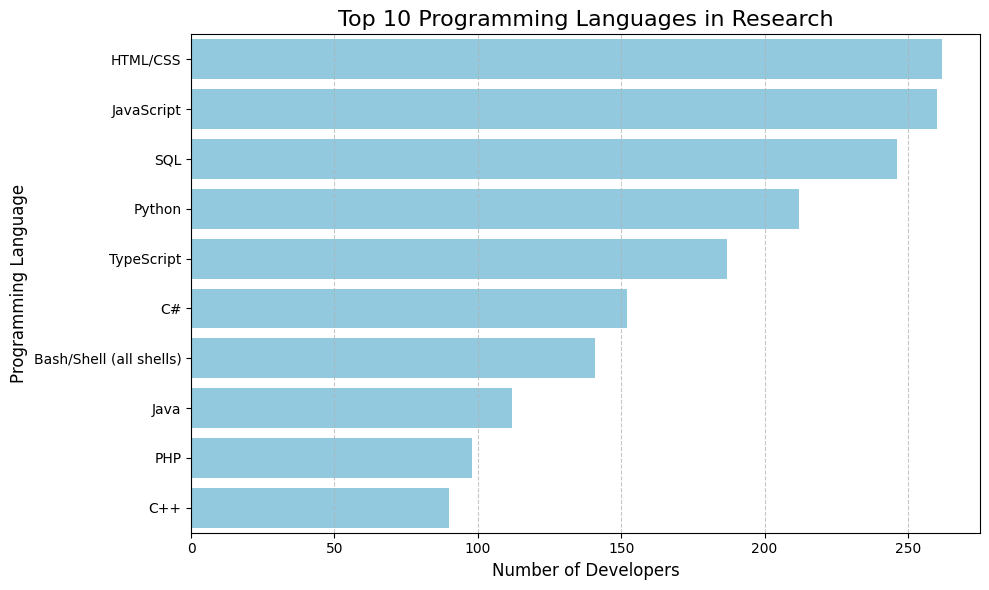 Top 10 Programming Languages in Research
Programming Language
HTML/CSS
JavaScript
SQL
Python
TypeScript
C#
Bash/Shell (all shells)
Java
PHP
C++
0 50 100 150 200 250
Number of Developers